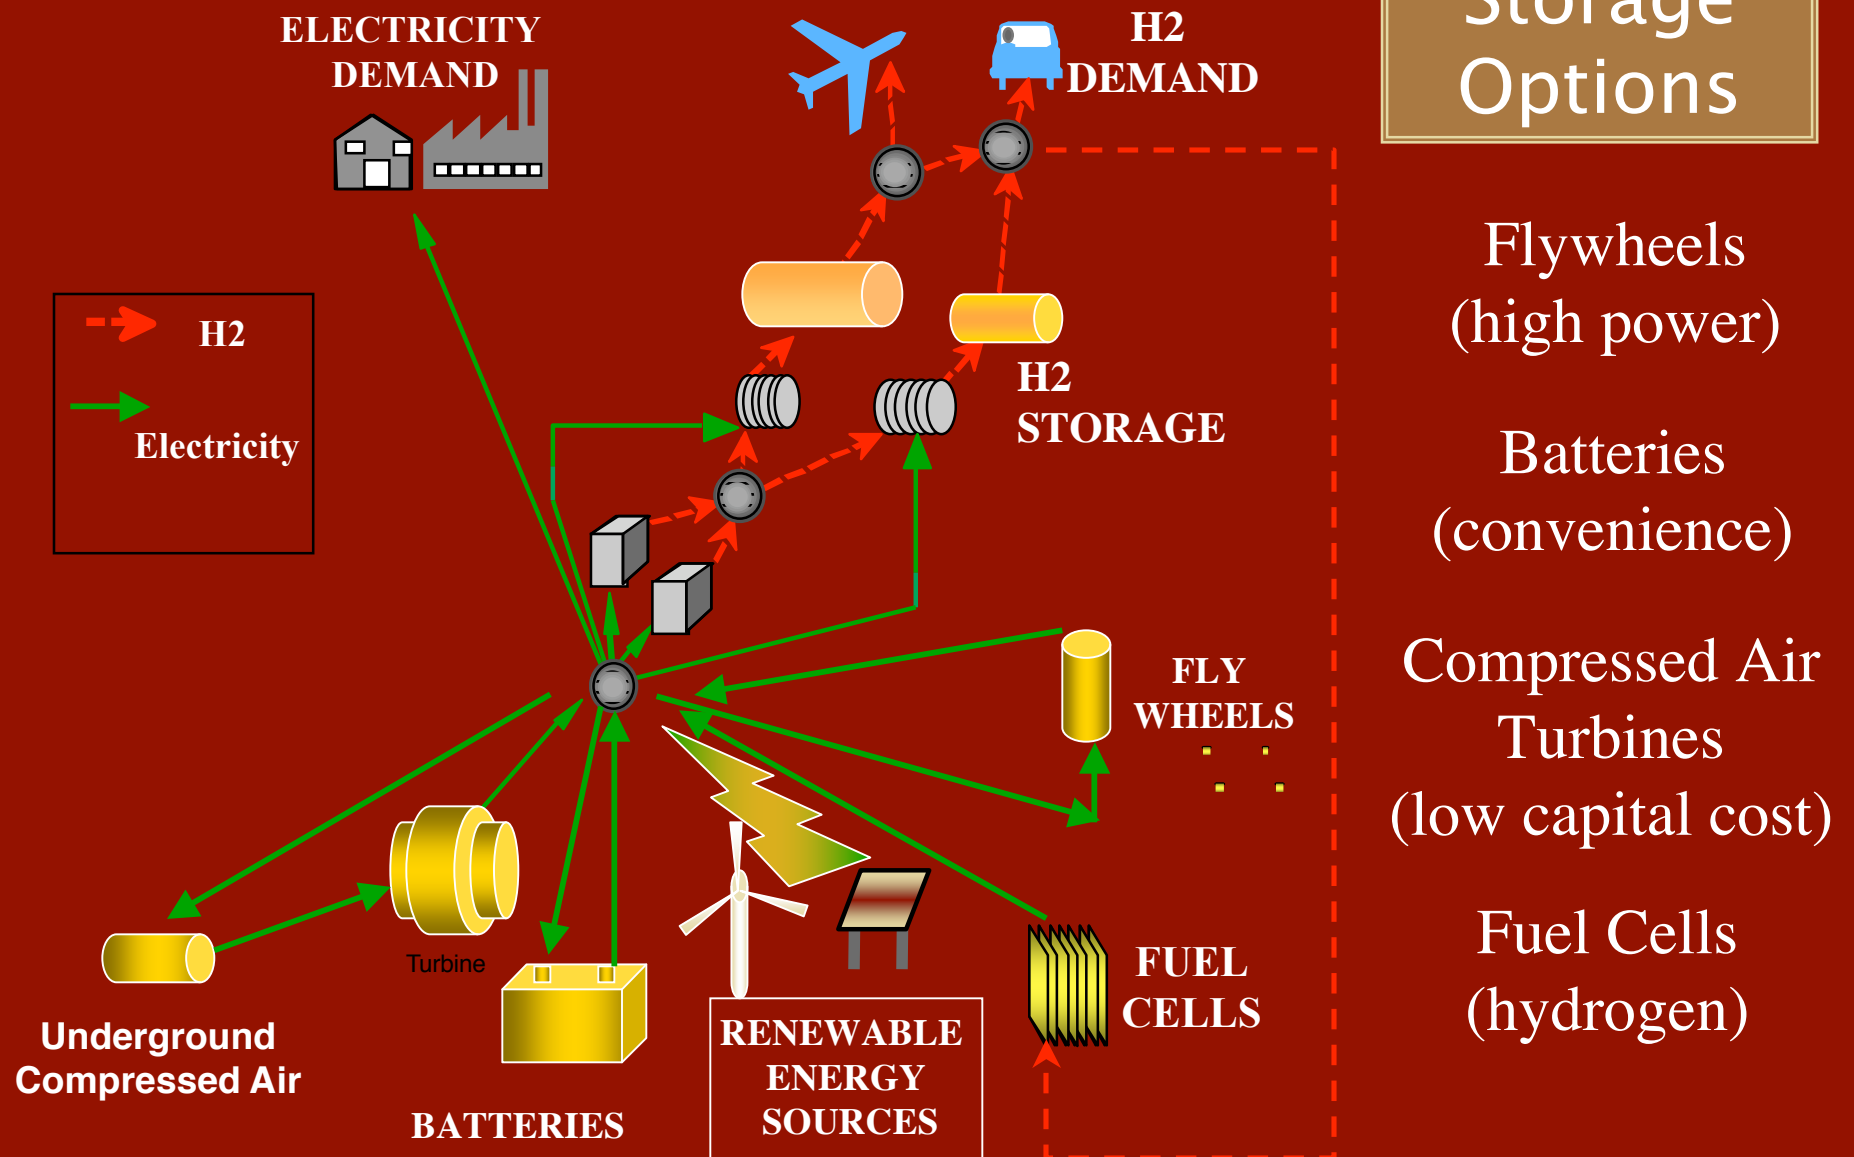 ELECTRICITY
DEMAND
H2
DEMAND
Storage
Options
H2
Electricity
H2
STORAGE
FLY
WHEELS
Turbine
Underground
Compressed Air
BATTERIES
RENEWABLE
ENERGY
SOURCES
FUEL
CELLS
Flywheels
(high power)
Batteries
(convenience)
Compressed Air
Turbines
(low capital cost)
Fuel Cells
(hydrogen)